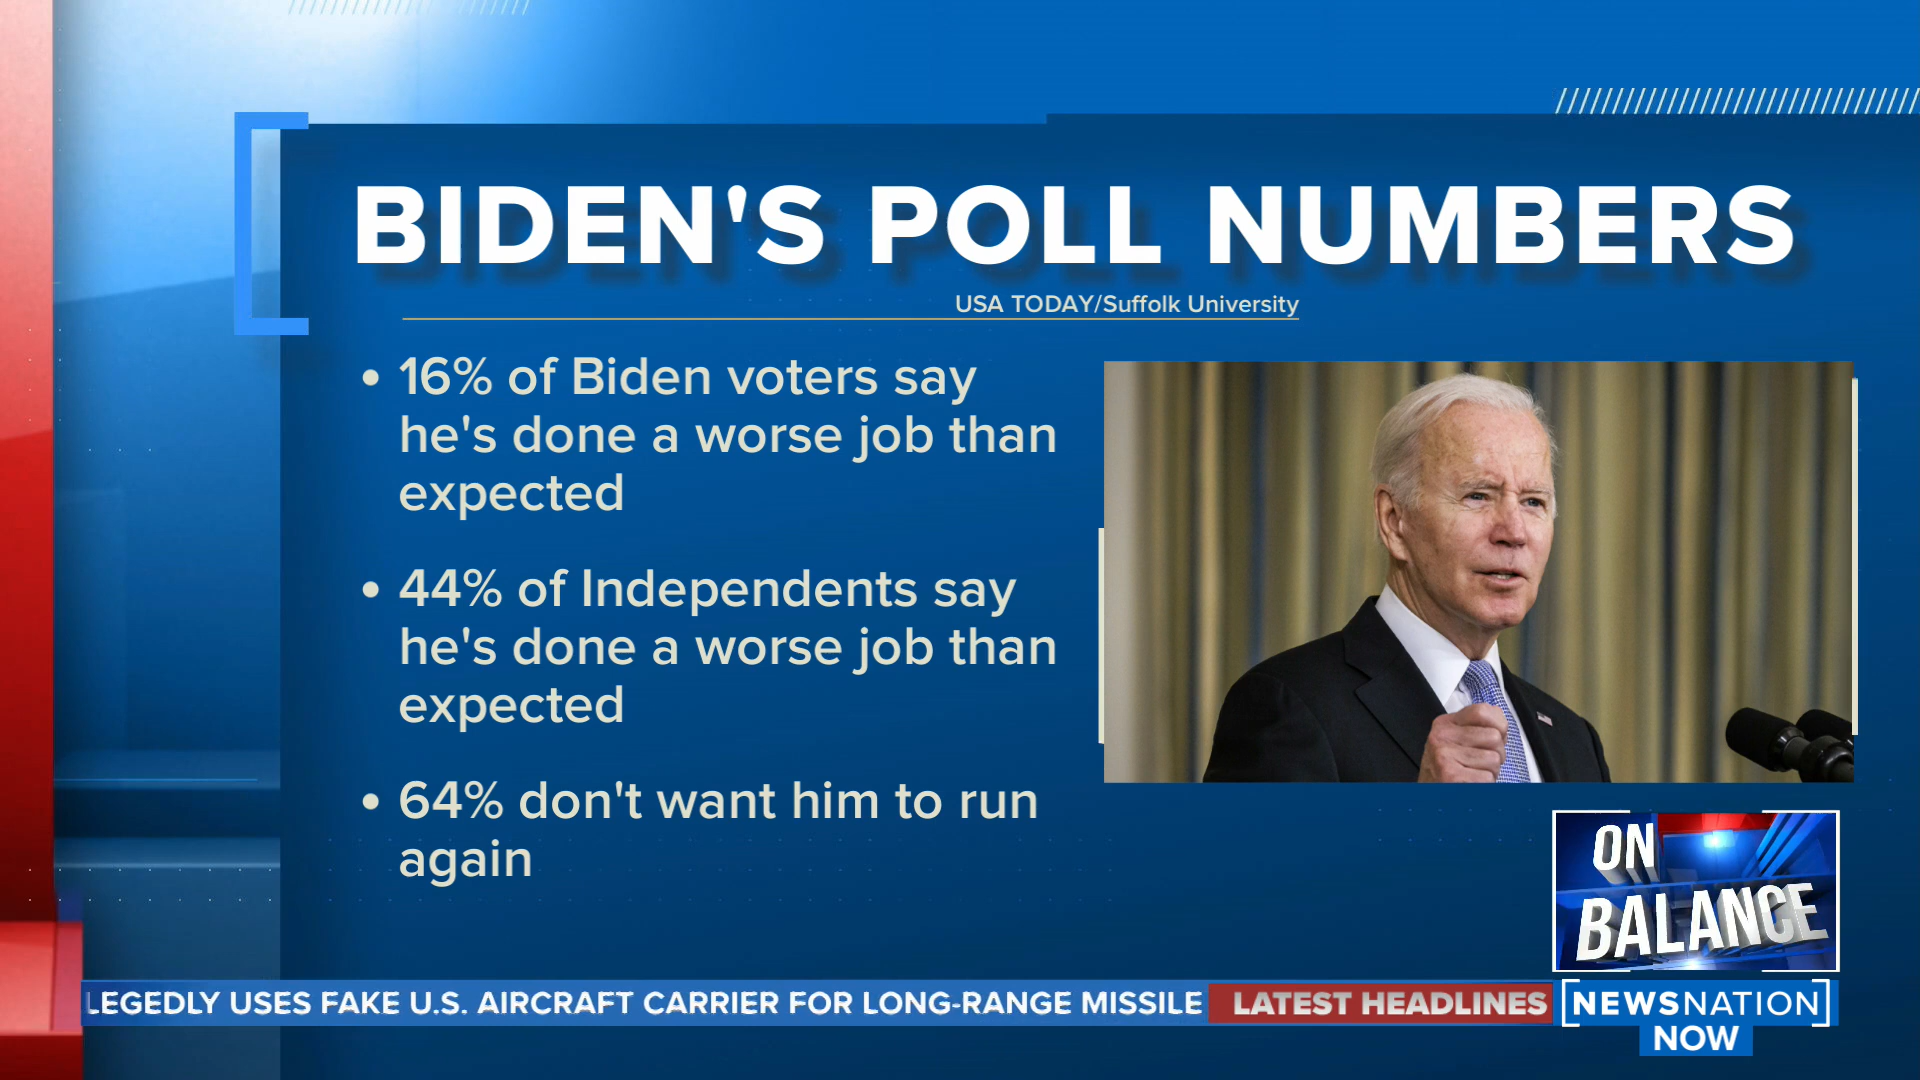 BIDEN'S POLL NUMBERS
USA TODAY/Suffolk University
• 16% of Biden voters say
he's done a worse job than
expected
• 44% of Independents say
he's done a worse job than
expected
• 64% don't want him to run
again
ON
BALANCE
LEGEDLY USES FAKE U.S. AIRCRAFT CARRIER FOR LONG-RANGE MISSILE LATEST HEADLINES NEWSNATION
NOW